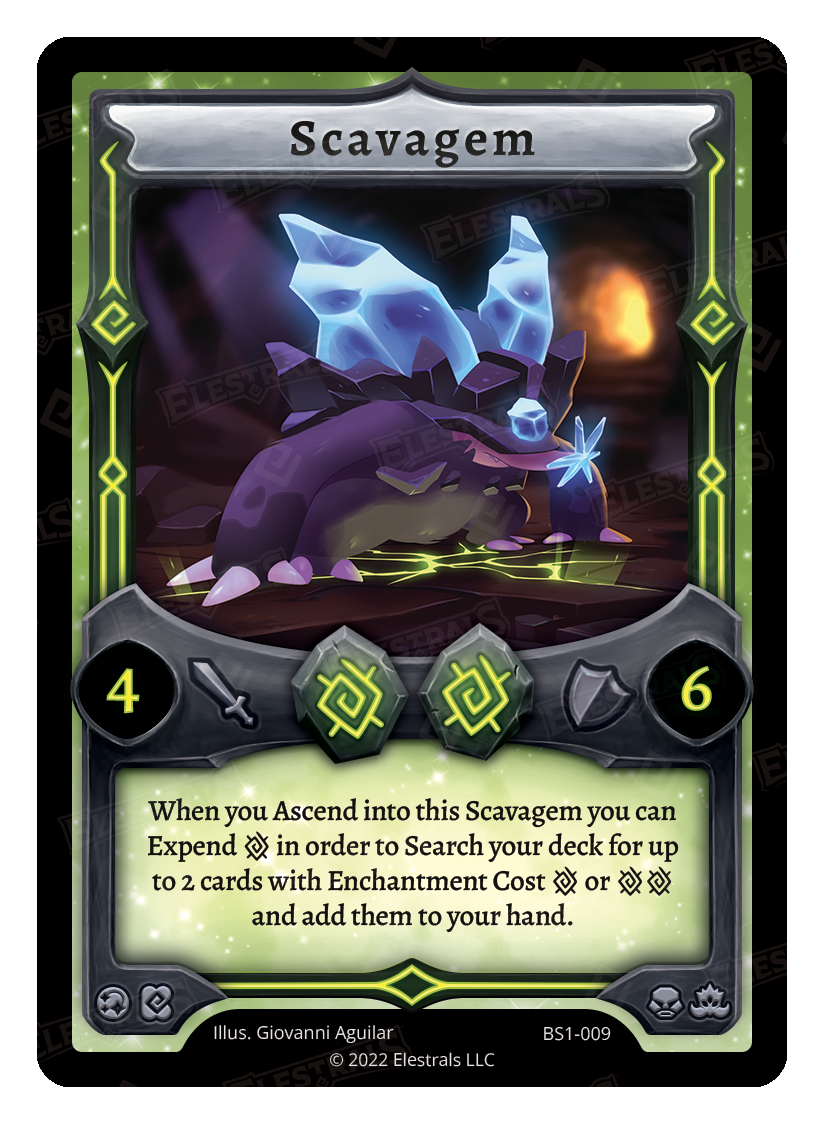 Scavagem
4
6
When you Ascend into this Scavagem you can
Expend in order to Search your deck for up
to 2 cards with Enchantment Cost or
and add them to your hand.
Illus. Giovanni Aguilar
BS1-009
© 2022 Elestrals LLC
ELESTRALS